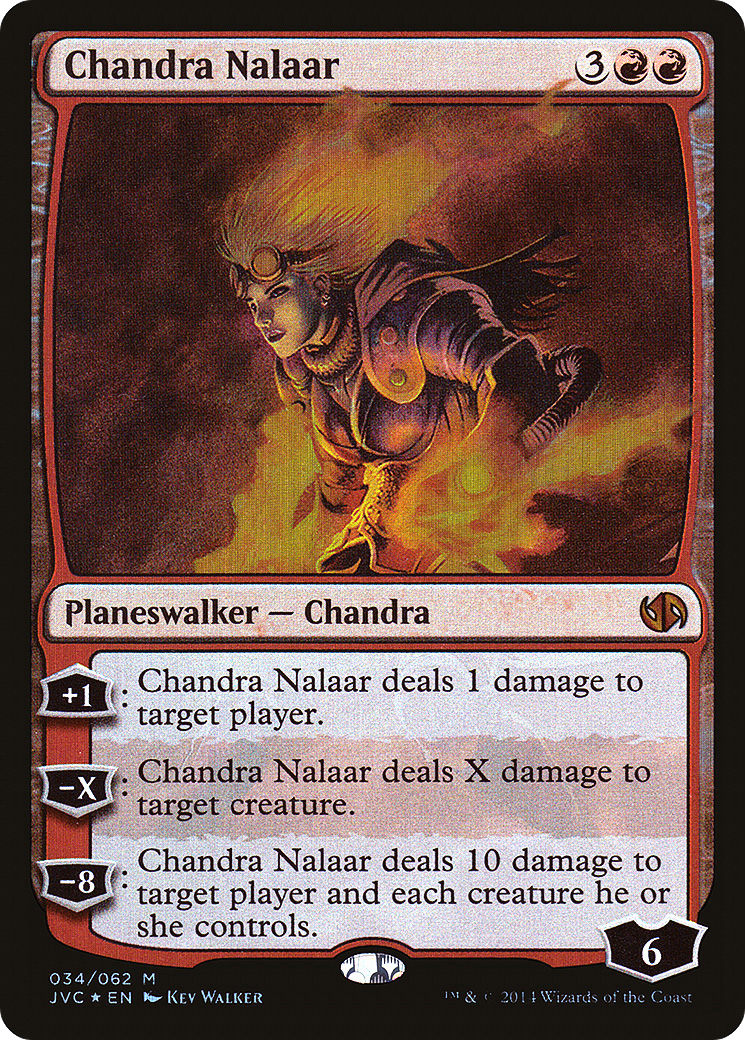 Chandra Nalaar 3
Planeswalker — Chandra
+1 : Chandra Nalaar deals 1 damage to
target player.
−X : Chandra Nalaar deals X damage to
target creature.
−8 : Chandra Nalaar deals 10 damage to
target player and each creature he or
she controls.
6
034/062 M
JVC ★ EN Kev Walker
™ & © 2014 Wizards of the Coast